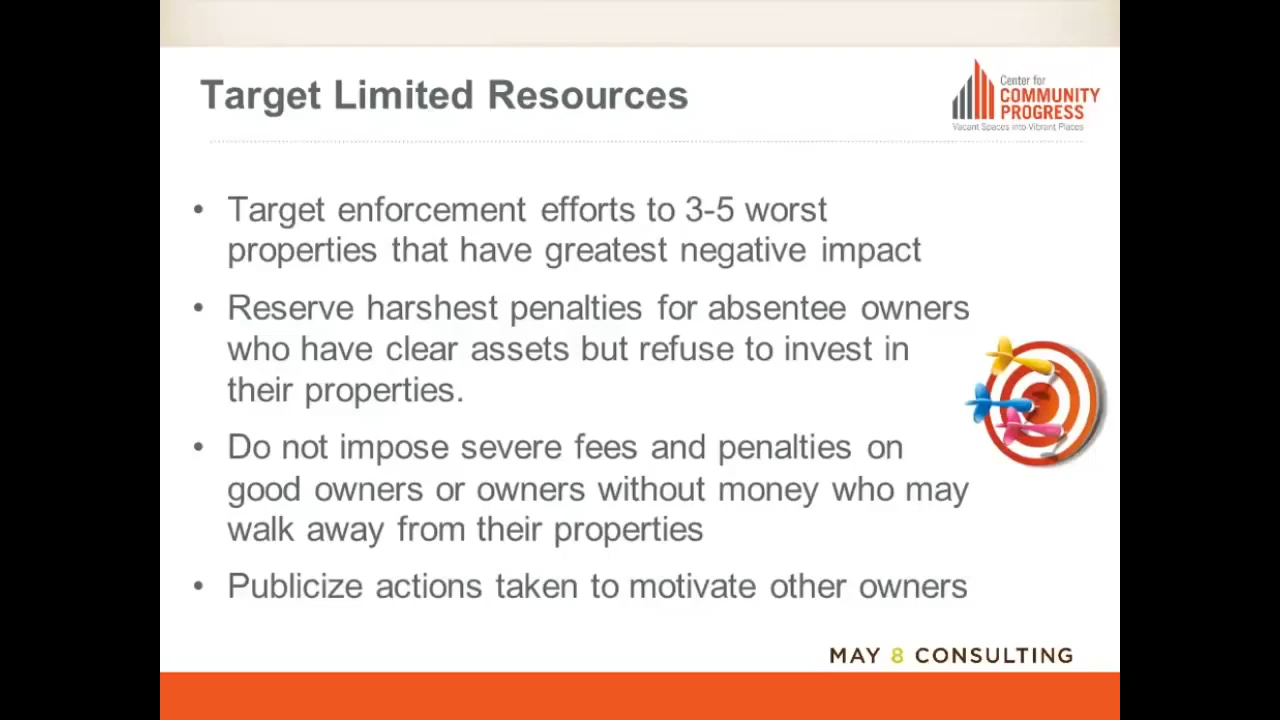 Target Limited Resources
Center for
COMMUNITY
PROGRESS
Vacant Spaces into Vibrant Places
• Target enforcement efforts to 3-5 worst
properties that have greatest negative impact
• Reserve harshest penalties for absentee owners
who have clear assets but refuse to invest in
their properties.
• Do not impose severe fees and penalties on
good owners or owners without money who may
walk away from their properties
• Publicize actions taken to motivate other owners
MAY 8 CONSULTING